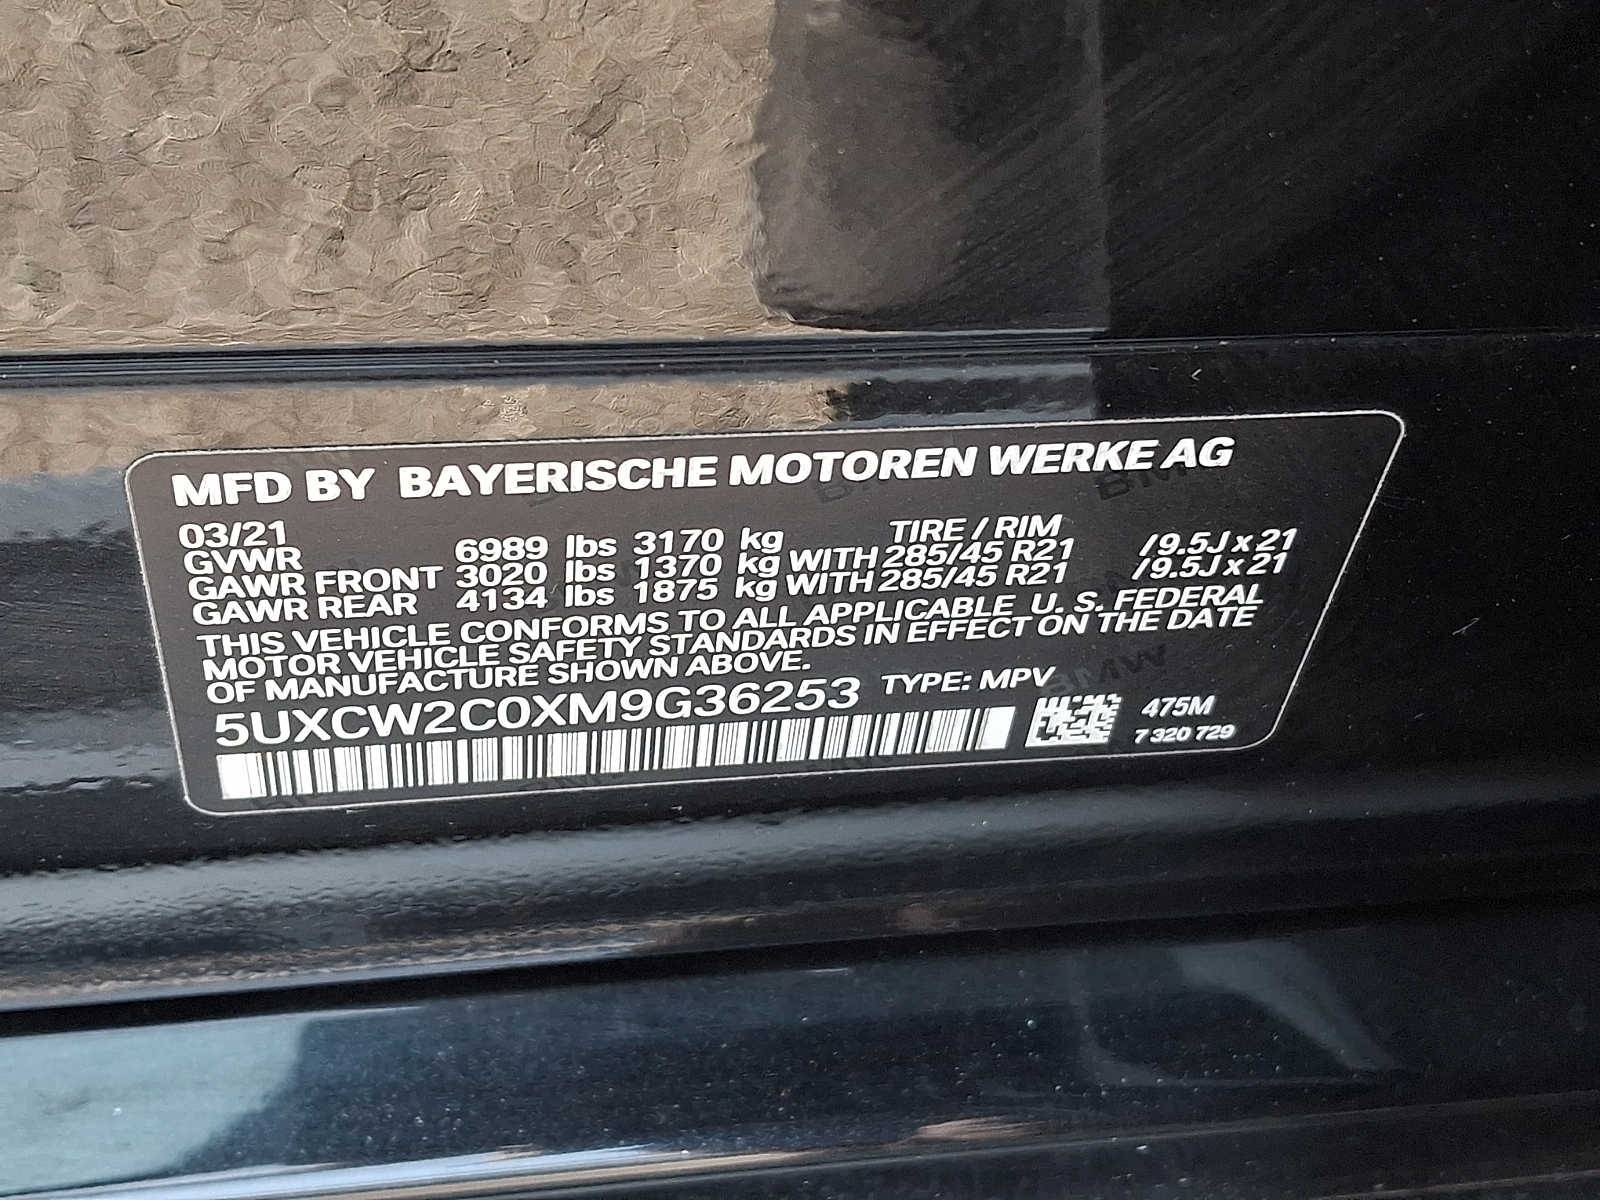 MFD BY BAYERISCHE MOTOREN WERKE AG
03/21 TIRE / RIM
GVWR 6989 lbs 3170 kg
GAWR FRONT 3020 lbs 1370 kg WITH 285/45 R21 / 9.5J x 21
GAWR REAR 4134 lbs 1875 kg WITH 285/45 R21 / 9.5J x 21
THIS VEHICLE CONFORMS TO ALL APPLICABLE U. S. FEDERAL
MOTOR VEHICLE SAFETY STANDARDS IN EFFECT ON THE DATE
OF MANUFACTURE SHOWN ABOVE.
5UXCW2C0XM9G36253 TYPE: MPV
475M
7 320 729